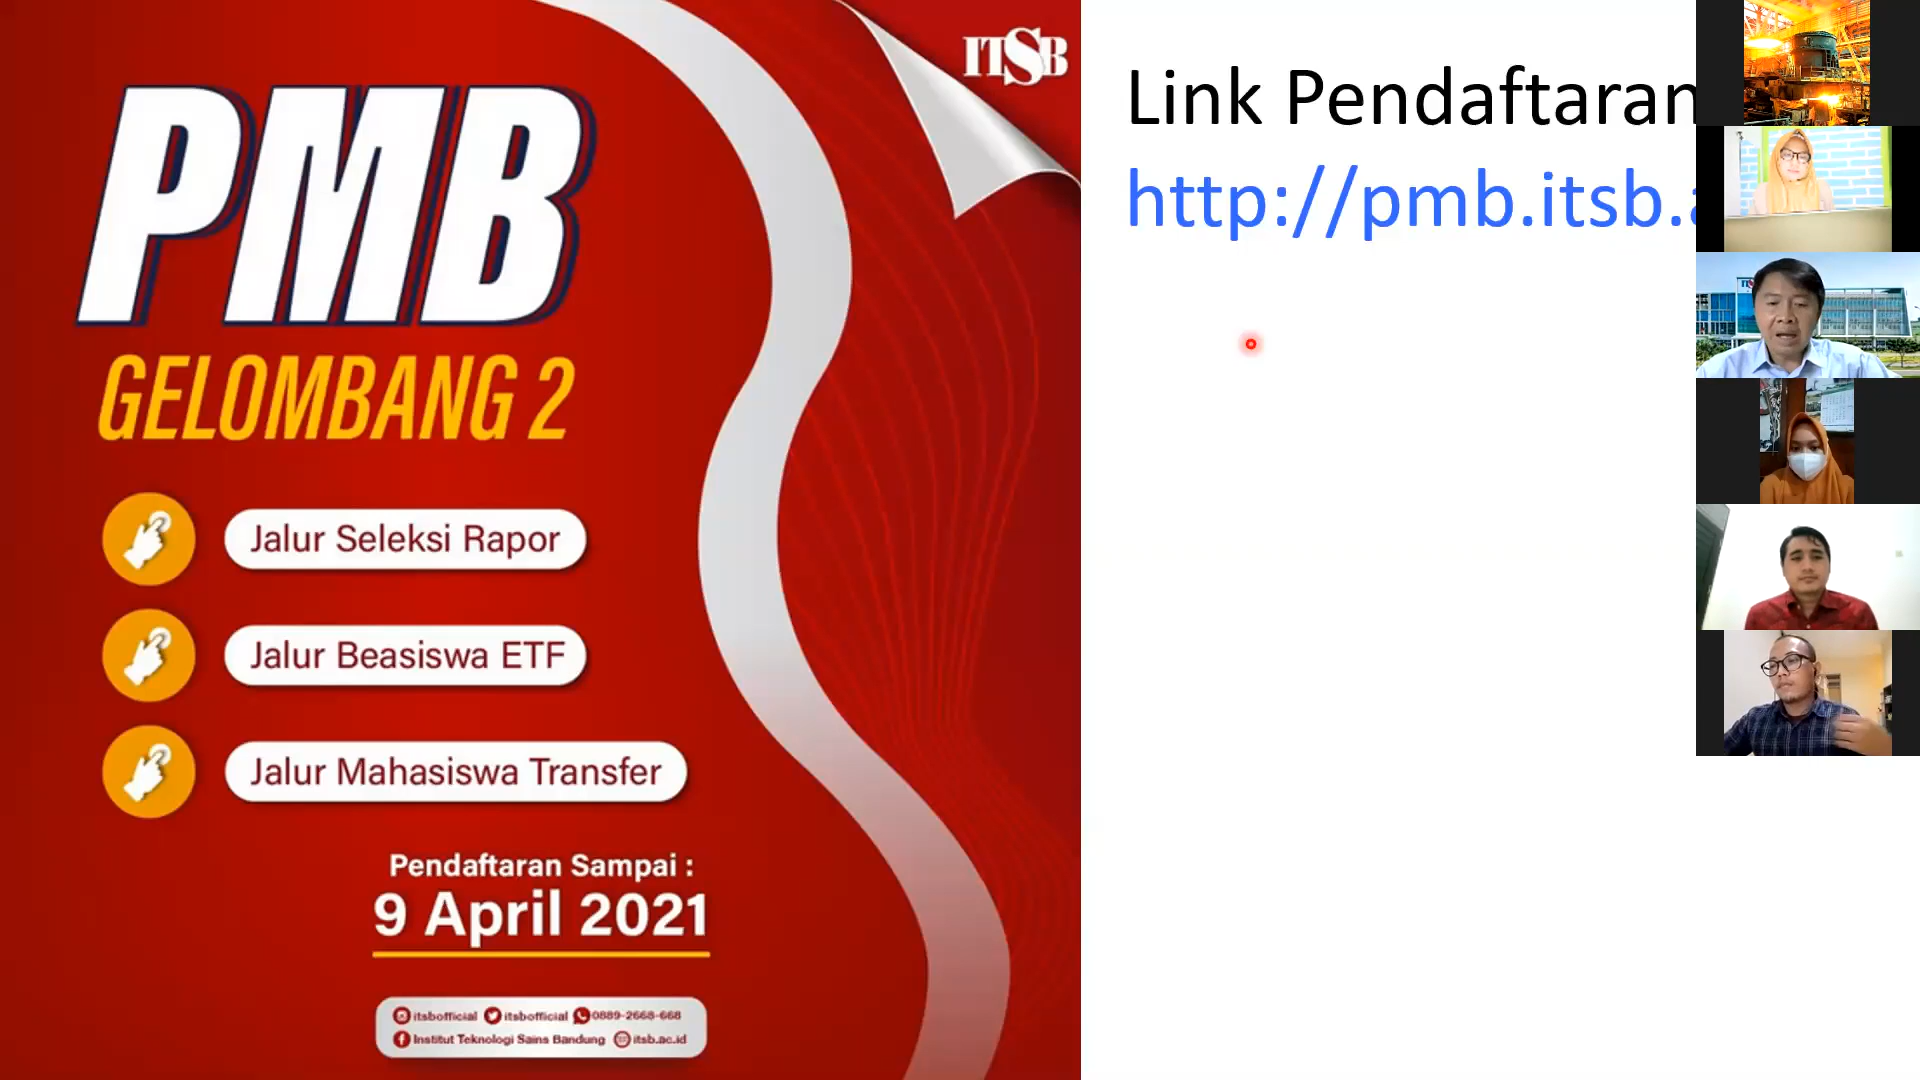 ITSB
PMB
GELOMBANG 2
Jalur Seleksi Rapor
Jalur Beasiswa ETF
Jalur Mahasiswa Transfer
Pendaftaran Sampai :
9 April 2021
itsbofficial itsbofficial 0889-2668-668
Institut Teknologi Sains Bandung itsb.ac.id
Link Pendaftaran
http://pmb.itsb.a